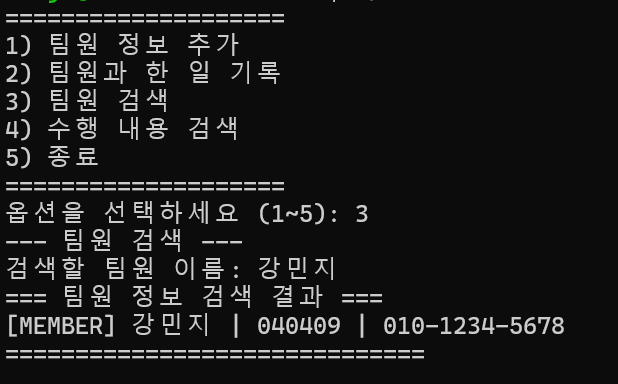 ====================
1) 팀원 정보 추가
2) 팀원과 한 일 기록
3) 팀원 검색
4) 수행 내용 검색
5) 종료
====================
옵션을 선택하세요 (1~5): 3
--- 팀원 검색 ---
검색할 팀원 이름: 강민지
=== 팀원 정보 검색 결과 ===
[MEMBER] 강민지 | 040409 | 010-1234-5678
==============================